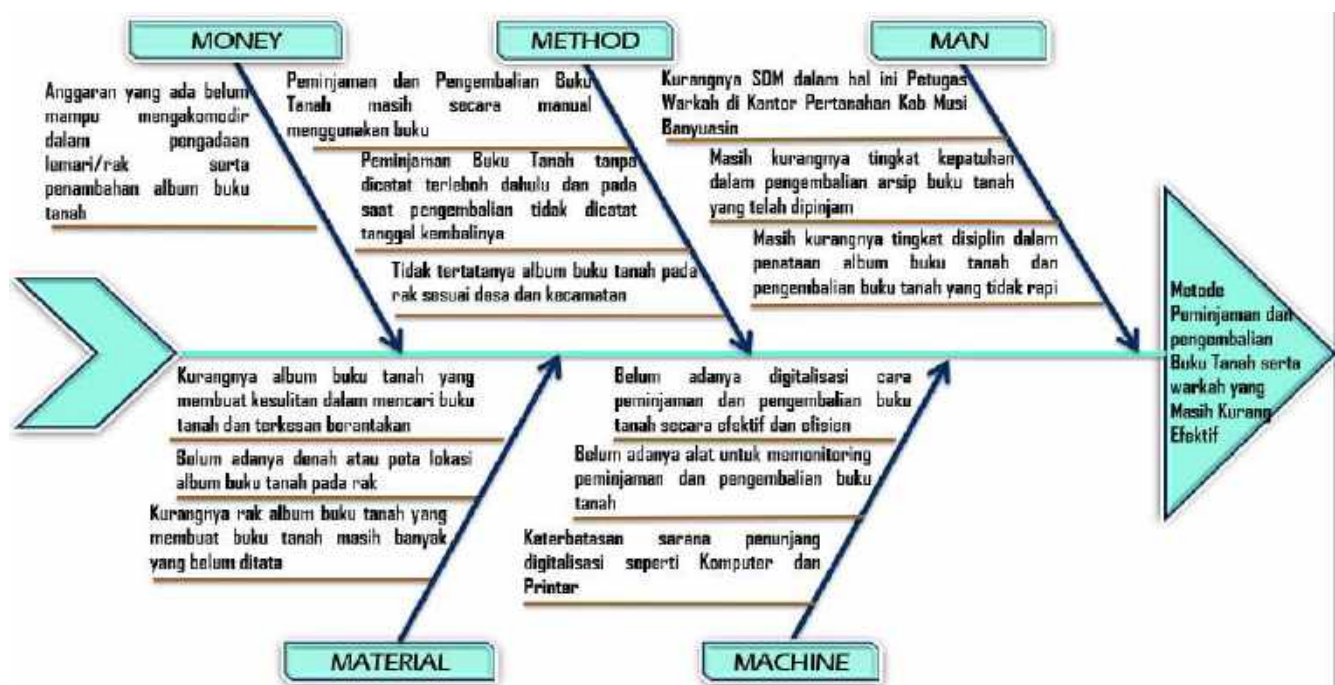 MONEY
METHOD
MAN
Anggaran yang ada belum
mampu mengakomodir
dalam pengadaan
lemari/rak serta
penambahan album buku
tanah
Peminjaman dan Pengembalian Buku
Tanah masih secara manual
menggunakan buku
Peminjaman Buku Tanah tanpa
dicatat terleboh dahulu dan pada
saat pengembalian tidak dicatat
tanggal kembalinya
Tidak tertatanya album buku tanah pada
rak sesuai desa dan kecamatan
Kurangnya SDM dalam hal ini Petugas
Warkah di Kantor Pertanahan Kab Musi
Banyuasin
Masih kurangnya tingkat kepatuhan
dalam pengembalian arsip buku tanah
yang telah dipinjam
Masih kurangnya tingkat disiplin dalam
penataan album buku tanah dan
pengembalian buku tanah yang tidak rapi
Metode
Peminjaman dan
pengembalian
Buku Tanah serta
warkah yang
Masih Kurang
Efektif
Kurangnya album buku tanah yang
membuat kesulitan dalam mencari buku
tanah dan terkesan berantakan
Belum adanya denah atau peta lokasi
album buku tanah pada rak
Kurangnya rak album buku tanah yang
membuat buku tanah masih banyak
yang belum ditata
Belum adanya digitalisasi cara
peminjaman dan pengembalian buku
tanah secara efektif dan efisien
Belum adanya alat untuk memonitoring
peminjaman dan pengembalian buku
tanah
Keterbatasan sarana penunjang
digitalisasi seperti Komputer dan
Printer
MATERIAL
MACHINE